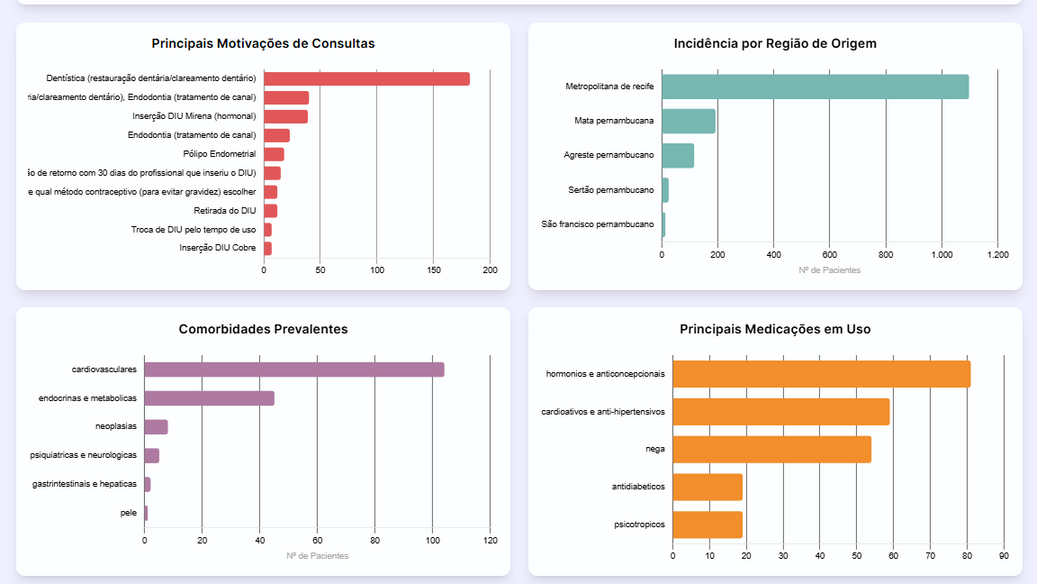 Principais Motivações de Consultas
Dentística (restauração dentária/clareamento dentário)
ria/clareamento dentário), Endodontia (tratamento de canal)
Inserção DIU Mirena (hormonal)
Endodontia (tratamento de canal)
Pólipo Endometrial
de retorno com 30 dias do profissional que inseriu o DIU)
e qual método contraceptivo (para evitar gravidez) escolher
Retirada do DIU
Troca de DIU pelo tempo de uso
Inserção DIU Cobre
0 50 100 150 200
Incidência por Região de Origem
Metropolitana de recife
Mata pernambucana
Agreste pernambucano
Sertão pernambucano
São francisco pernambucano
0 200 400 600 800 1.000 1.200
Nº de Pacientes
Comorbidades Prevalentes
cardiovasculares
endocrinas e metabolicas
neoplasias
psiquiatricas e neurologicas
gastrintestinais e hepaticas
pele
0 20 40 60 80 100 120
Nº de Pacientes
Principais Medicações em Uso
hormonios e anticoncepcionais
cardioativos e anti-hipertensivos
nega
antidiabeticos
psicotropicos
0 10 20 30 40 50 60 70 80 90